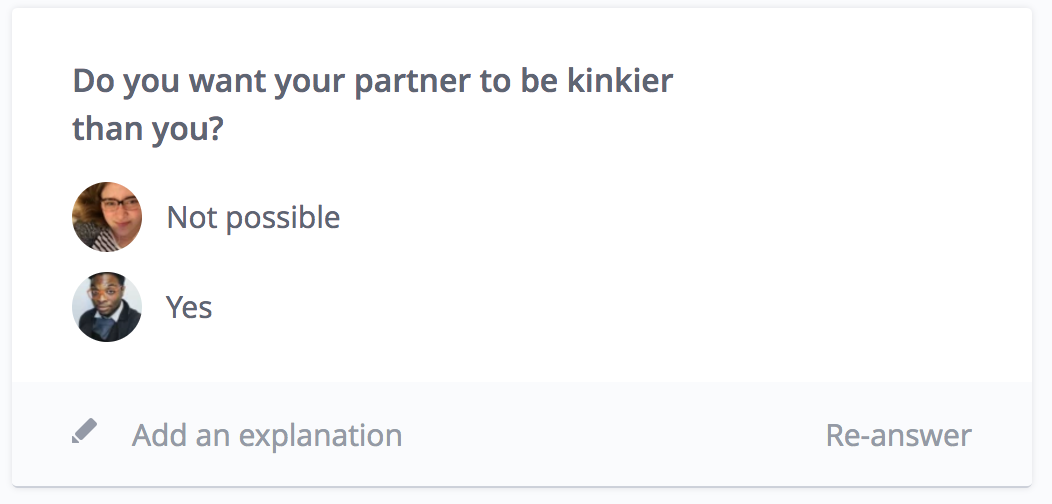 Do you want your partner to be kinkier
than you?
Not possible
Yes
Add an explanation
Re-answer